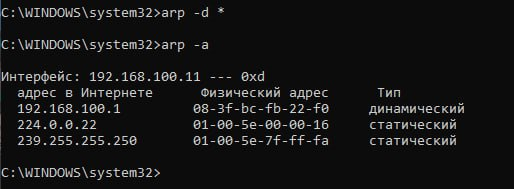 C:\WINDOWS\system32>arp -d *
C:\WINDOWS\system32>arp -a
Интерфейс: 192.168.100.11 --- 0xd
адрес в Интернете Физический адрес Тип
192.168.100.1 08-3f-bc-fb-22-f0 динамический
224.0.0.22 01-00-5e-00-00-16 статический
239.255.255.250 01-00-5e-7f-ff-fa статический
C:\WINDOWS\system32>